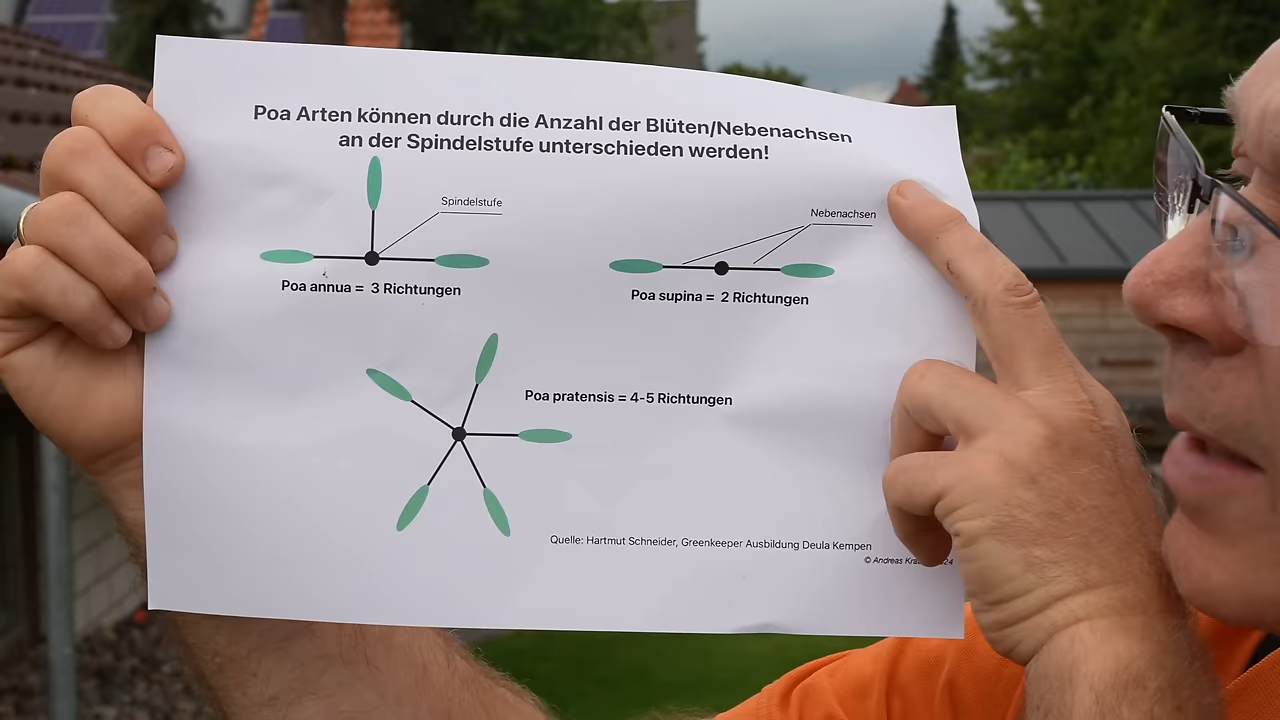 Poa Arten können durch die Anzahl der Blüten/Nebenachsen
an der Spindelstufe unterschieden werden!
Spindelstufe
Nebenachsen
Poa annua = 3 Richtungen
Poa supina = 2 Richtungen
Poa pratensis = 4-5 Richtungen
Quelle: Hartmut Schneider, Greenkeeper Ausbildung Deula Kempen
© Andreas